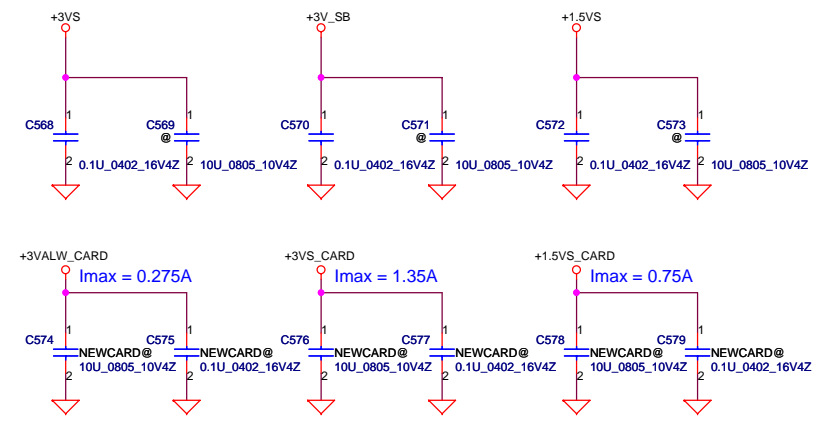 +3VS
+3V_SB
+1.5VS
1 1 1 1 1 1
C568 C569 C570 C571 C572 C573
@ @ @
2 0.1U_0402_16V4Z 2 10U_0805_10V4Z 2 0.1U_0402_16V4Z 2 10U_0805_10V4Z 2 0.1U_0402_16V4Z 2 10U_0805_10V4Z
+3VALW_CARD
+3VS_CARD
+1.5VS_CARD
Imax = 0.275A
Imax = 1.35A
Imax = 0.75A
1 1 1 1 1 1
C574 C575 C576 C577 C578 C579
NEWCARD@ NEWCARD@ NEWCARD@ NEWCARD@ NEWCARD@ NEWCARD@
10U_0805_10V4Z 0.1U_0402_16V4Z 10U_0805_10V4Z 0.1U_0402_16V4Z 10U_0805_10V4Z 0.1U_0402_16V4Z
2 2 2 2 2 2